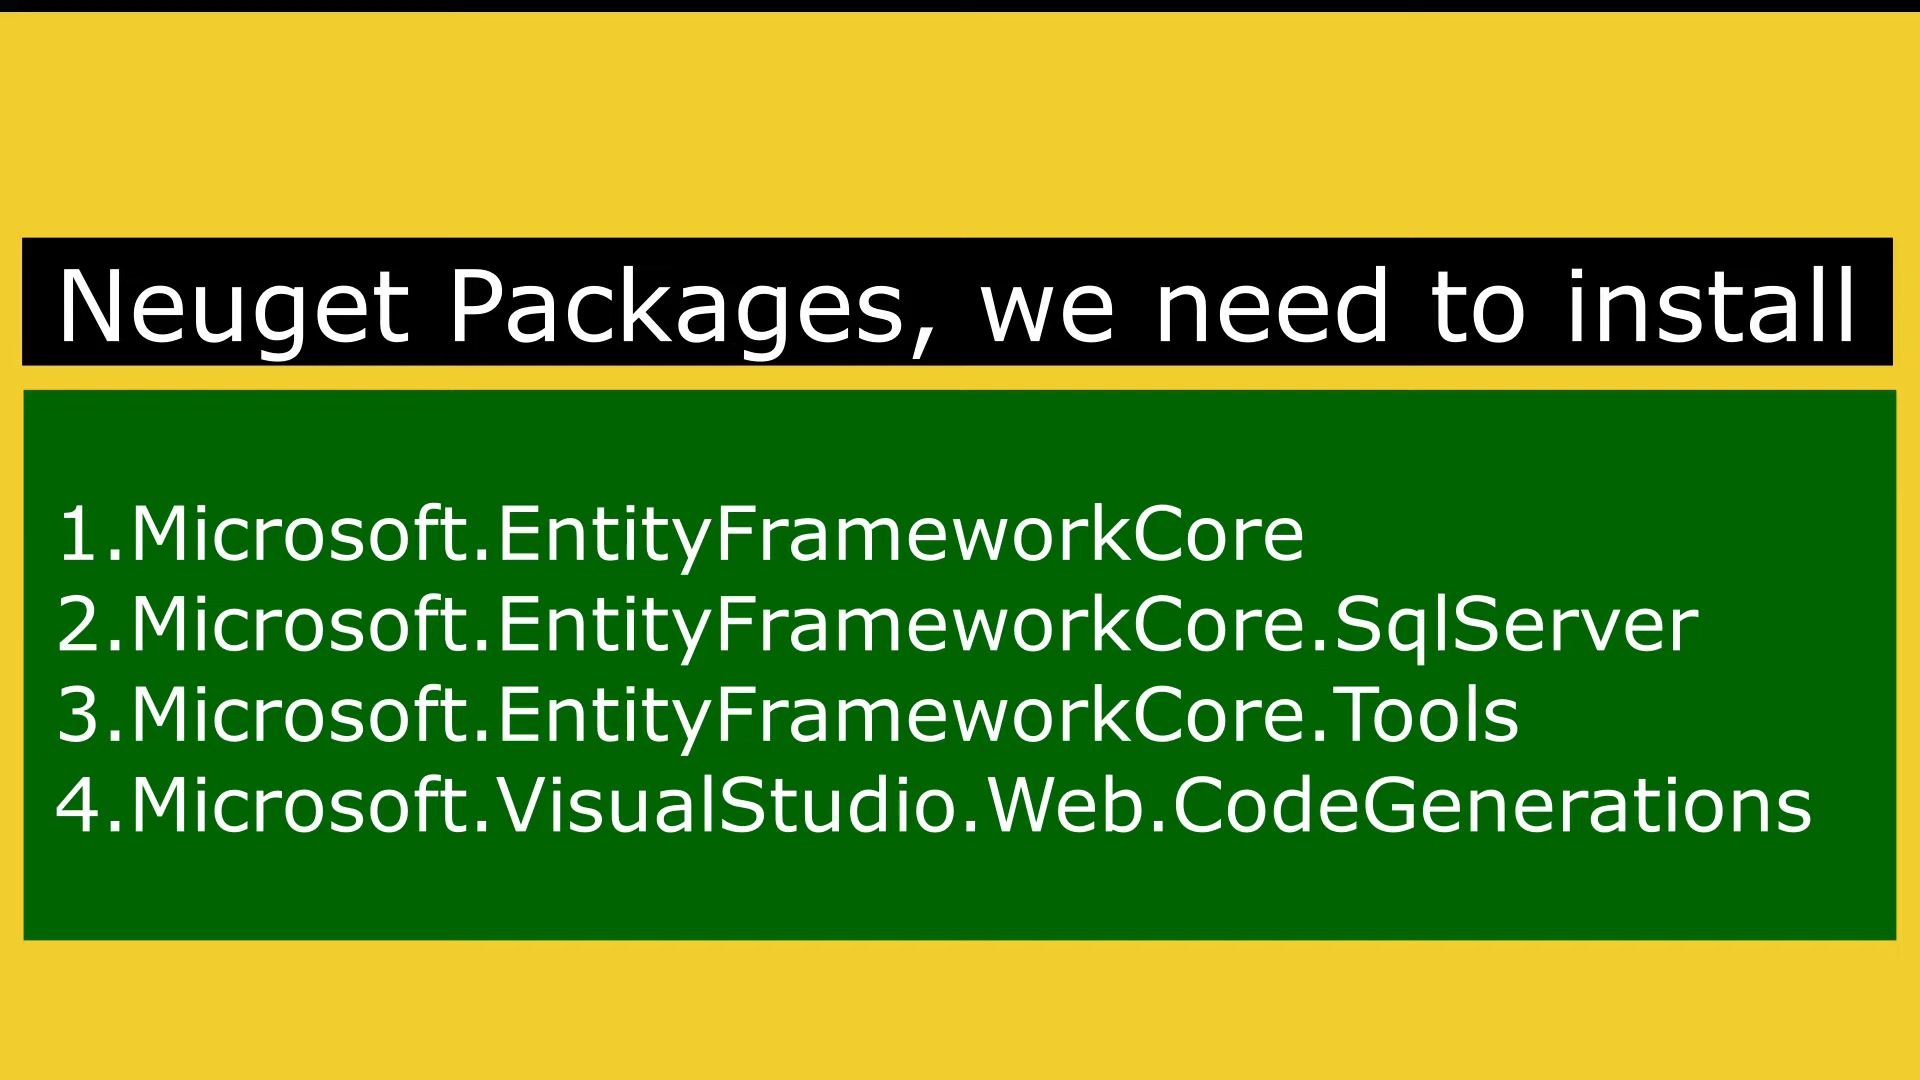 Neuget Packages, we need to install
1.Microsoft.EntityFrameworkCore
2.Microsoft.EntityFrameworkCore.SqlServer
3.Microsoft.EntityFrameworkCore.Tools
4.Microsoft.VisualStudio.Web.CodeGenerations